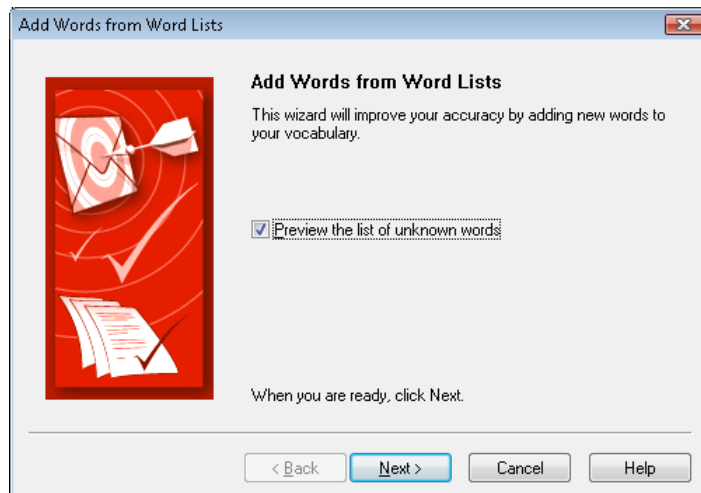 Add Words from Word Lists
Add Words from Word Lists
This wizard will improve your accuracy by adding new words to
your vocabulary.
Preview the list of unknown words
When you are ready, click Next.
< Back
Next >
Cancel
Help